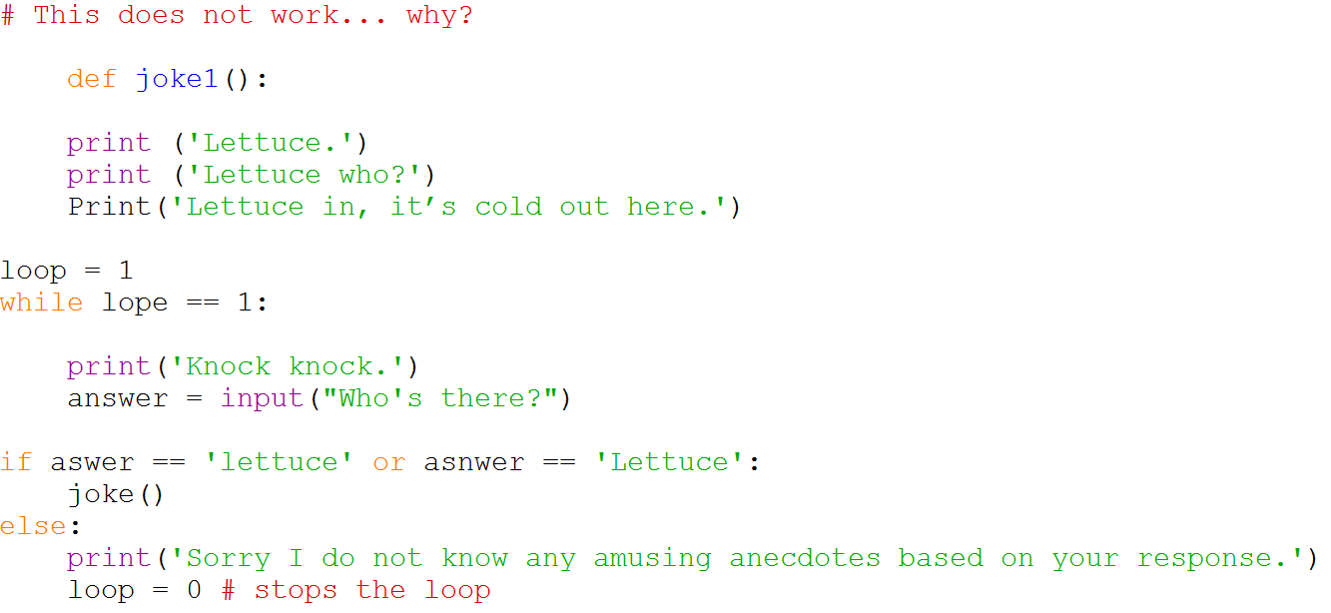 # This does not work... why?
def joke1():
print ('Lettuce.')
print ('Lettuce who?')
Print('Lettuce in, it’s cold out here.')
loop = 1
while lope == 1:
print('Knock knock.')
answer = input("Who's there?")
if aswer == 'lettuce' or asnwer == 'Lettuce':
joke()
else:
print('Sorry I do not know any amusing anecdotes based on your response.')
loop = 0 # stops the loop